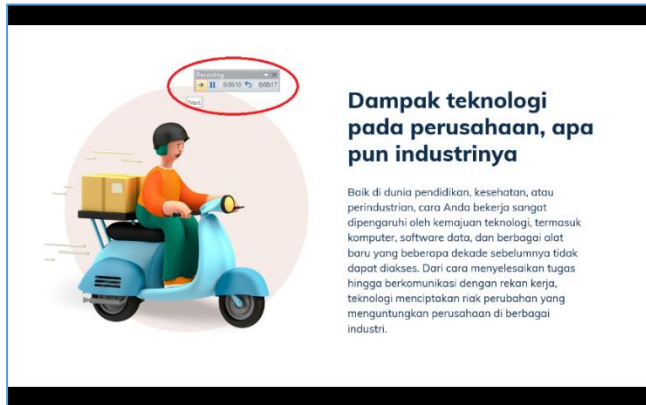 Recording
0:00:10 0:00:17
Next
Dampak teknologi
pada perusahaan, apa
pun industrinya
Baik di dunia pendidikan, kesehatan, atau
perindustrian, cara Anda bekerja sangat
dipengaruhi oleh kemajuan teknologi, termasuk
komputer, software data, dan berbagai alat
baru yang beberapa dekade sebelumnya tidak
dapat diakses. Dari cara menyelesaikan tugas
hingga berkomunikasi dengan rekan kerja,
teknologi menciptakan riak perubahan yang
menguntungkan perusahaan di berbagai
industri.